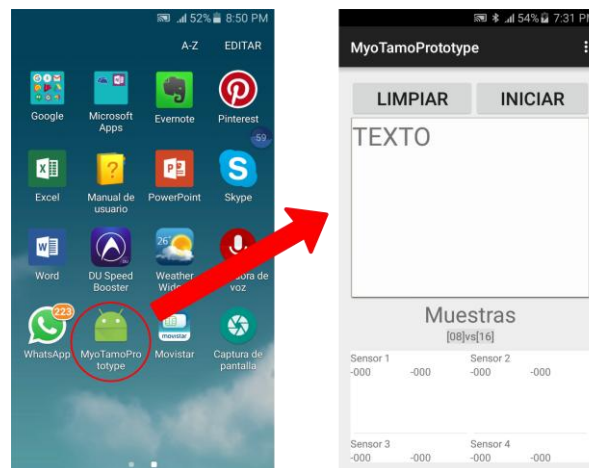 52% 8:50 PM
A-Z EDITAR
Google
Microsoft
Apps
Evernote
Pinterest
-59
Excel
Manual de
usuario
PowerPoint
Skype
26°
Word
DU Speed
Booster
Weather
de
voz
223
WhatsApp
MyoTamoPro
totype
movistar
Movistar
Captura de
pantalla
54% 7:31 PM
MyoTamoPrototype
LIMPIAR INICIAR
TEXTO
Muestras
[08]vs[16]
Sensor 1 Sensor 2
-000 -000 -000 -000
Sensor 3 Sensor 4
-000 -000 -000 -000